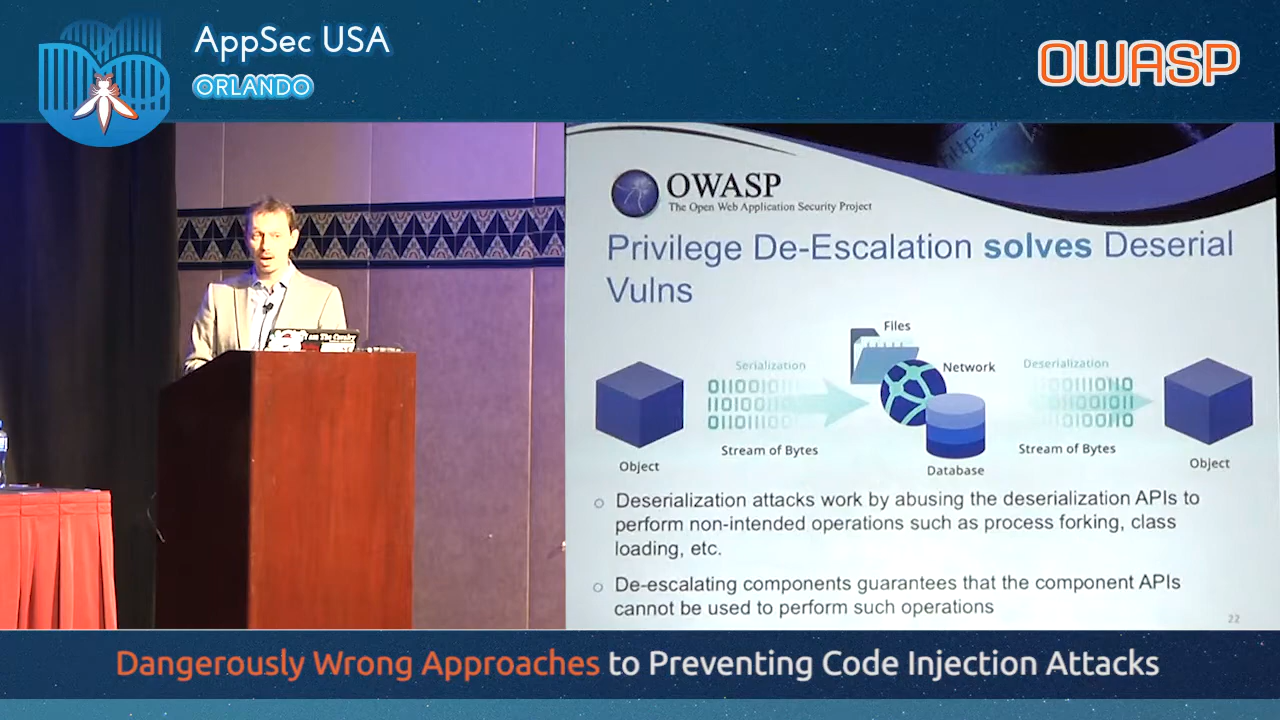 AppSec USA
ORLANDO
OWASP
https://
OWASP
The Open Web Application Security Project
Privilege De-Escalation solves Deserial
Vulns
Files
Serialization
Network
Deserialization
Stream of Bytes
Stream of Bytes
Object
Database
Object
Deserialization attacks work by abusing the deserialization APIs to
perform non-intended operations such as process forking, class
loading, etc.
De-escalating components guarantees that the component APIs
cannot be used to perform such operations
22
Dangerously Wrong Approaches to Preventing Code Injection Attacks